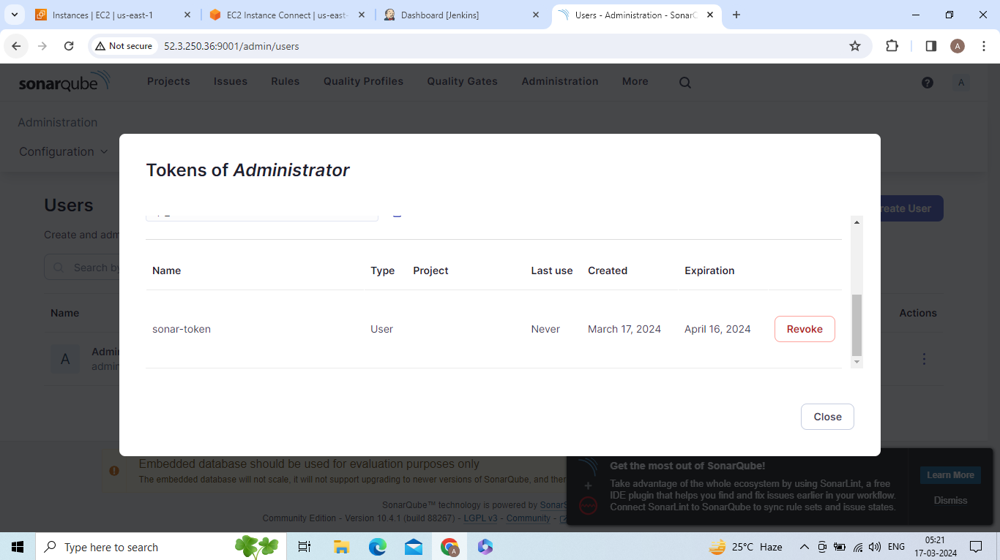 Instances | EC2 | us-east-1
EC2 Instance Connect | us-east-
Dashboard [Jenkins]
Users - Administration - SonarQ
Not secure
52.3.250.36:9001/admin/users
A
sonarqube
Projects
Issues
Rules
Quality Profiles
Quality Gates
Administration
More
?
A
Administration
Configuration
Tokens of Administrator
Users
reate User
Create and adm
Search by
Name Type Project Last use Created Expiration
Name
Actions
sonar-token User Never March 17, 2024 April 16, 2024 Revoke
A
Admin
admin
Close
Embedded database should be used for evaluation purposes only
The embedded database will not scale, it will not support upgrading to newer versions of SonarQube, and ther
SonarQube™ technology is powered by SonarS
Community Edition - Version 10.4.1 (build 88267) - LGPL v3 - Community -
Get the most out of SonarQube!
Take advantage of the whole ecosystem by using SonarLint, a free
IDE plugin that helps you find and fix issues earlier in your workflow.
Connect SonarLint to SonarQube to sync rule sets and issue states.
Learn More
Dismiss
Type here to search
A
25°C Haze
ENG
05:21
17-03-2024